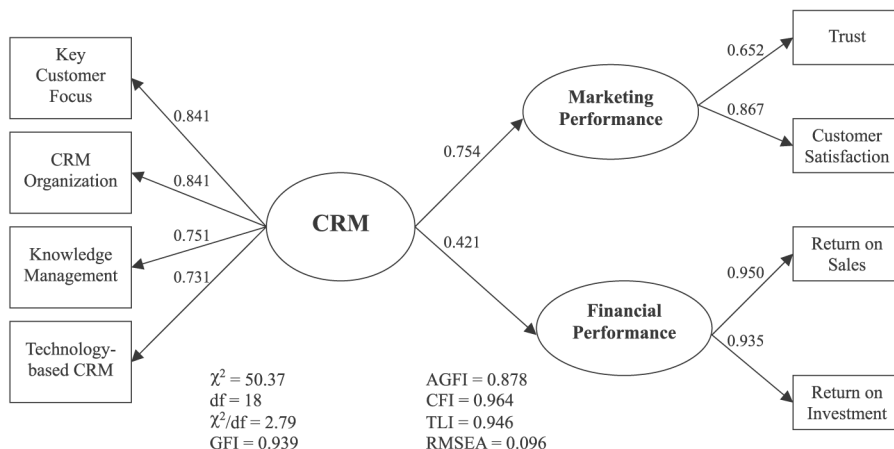 Key
Customer
Focus
CRM
Organization
Knowledge
Management
Technology-
based CRM
0.841
0.841
0.751
0.731
CRM
0.754
0.421
Marketing
Performance
Financial
Performance
0.652
0.867
0.950
0.935
Trust
Customer
Satisfaction
Return on
Sales
Return on
Investment
χ² = 50.37
df = 18
χ²/df = 2.79
GFI = 0.939
AGFI = 0.878
CFI = 0.964
TLI = 0.946
RMSEA = 0.096